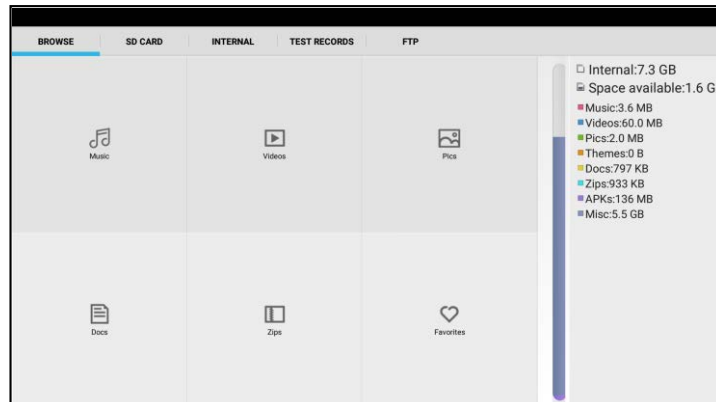 BROWSE SD CARD INTERNAL TEST RECORDS FTP
Music Videos Pics
Docs Zips Favorites
Internal:7.3 GB
Space available:1.6 G
Music:3.6 MB
Videos:60.0 MB
Pics:2.0 MB
Themes:0 B
Docs:797 KB
Zips:933 KB
APKs:136 MB
Misc:5.5 GB